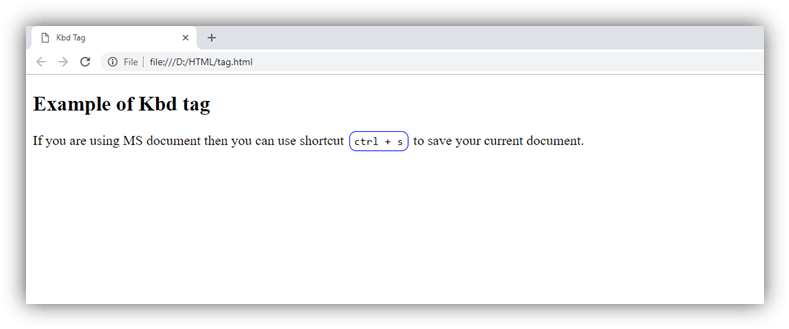 Kbd Tag
File file:///D:/HTML/tag.html
Example of Kbd tag
If you are using MS document then you can use shortcut ctrl + s to save your current document.